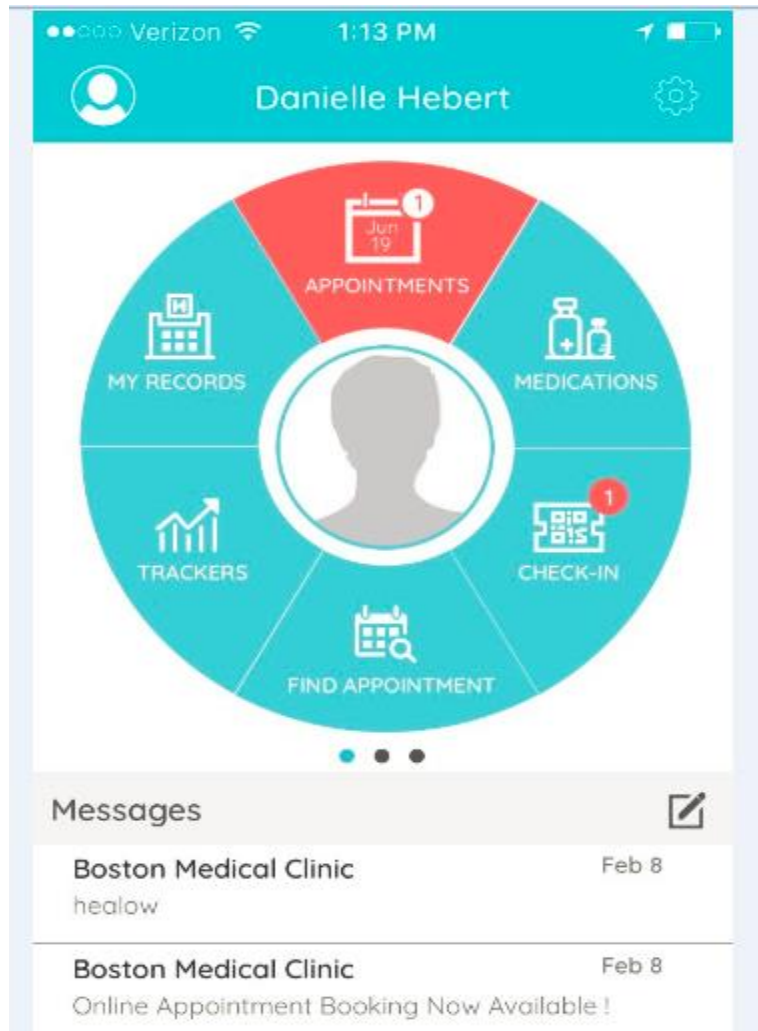 Verizon 1:13 PM
Danielle Hebert
1
Jun
19
APPOINTMENTS
H
MY RECORDS
MEDICATIONS
1
TRACKERS
CHECK-IN
FIND APPOINTMENT
Messages
Boston Medical Clinic Feb 8
healow
Boston Medical Clinic Feb 8
Online Appointment Booking Now Available !